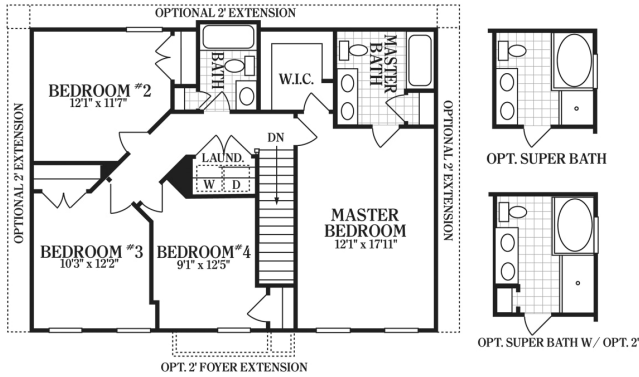 OPTIONAL 2' EXTENSION
OPTIONAL 2' EXTENSION
BEDROOM #2
12'1" x 11'7"
BATH
W.I.C.
MASTER
BATH
OPTIONAL 2' EXTENSION
DN
LAUND.
W D
BEDROOM #3
10'3" x 12'2"
BEDROOM #4
9'1" x 12'5"
MASTER
BEDROOM
12'1" x 17'11"
OPT. 2' FOYER EXTENSION
OPT. SUPER BATH
OPT. SUPER BATH W/ OPT. 2'